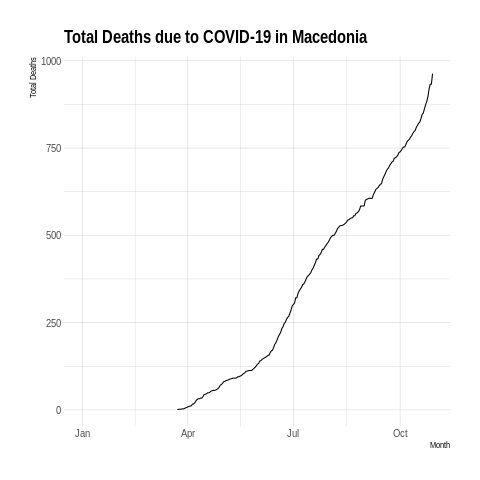 Total Deaths due to COVID-19 in Macedonia
Total Deaths
1000
750
500
250
0
Jan Apr Jul Oct
Month